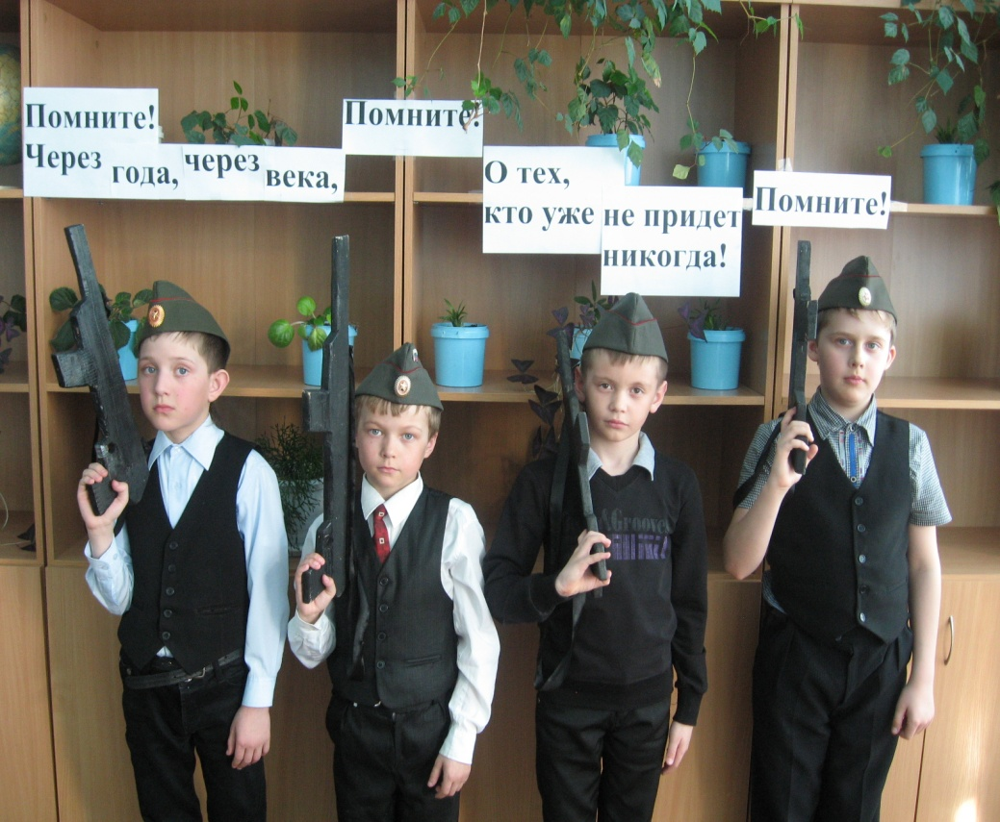 Помните!
Через года, через века,
Помните!
О тех,
кто уже не придет
никогда!
Помните!
Groove